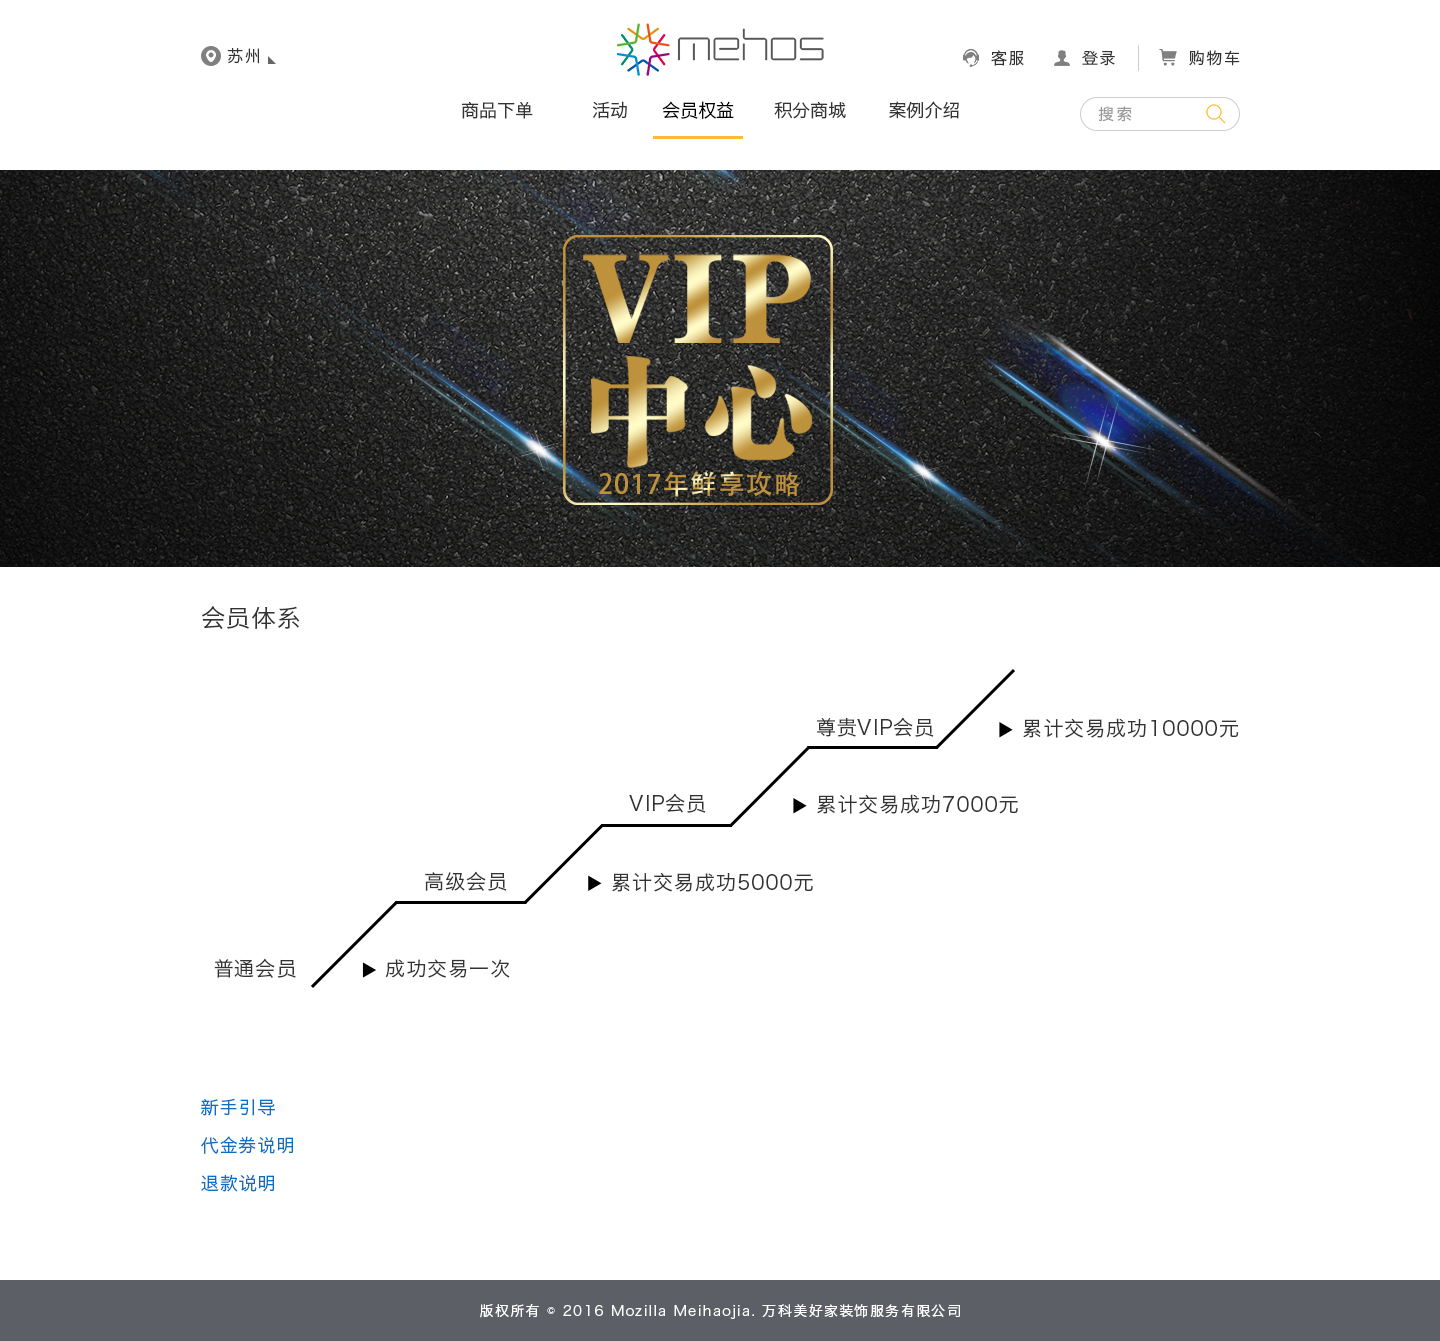 苏州
mehos
客服
登录
购物车
商品下单
活动
会员权益
积分商城
案例介绍
搜索
VIP
中心
2017年鲜享攻略
会员体系
尊贵VIP会员
累计交易成功10000元
VIP会员
累计交易成功7000元
高级会员
累计交易成功5000元
普通会员
成功交易一次
新手引导
代金券说明
退款说明
版权所有 © 2016 Mozilla Meihaojia. 万科美好家装饰服务有限公司